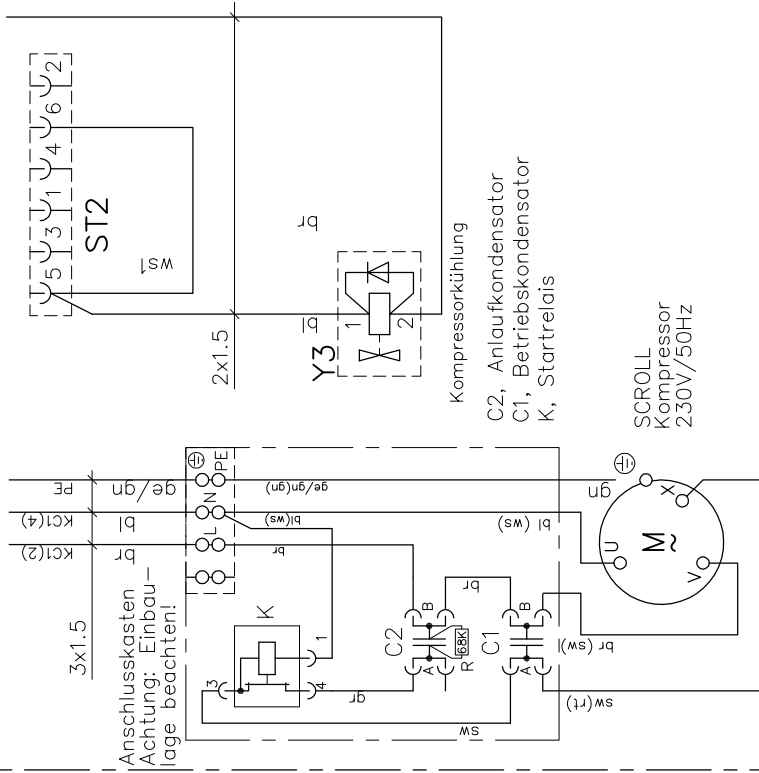 2
6
4
1
3
5
ST2
ws1
br
bl
2x1.5
1
2
Y3
Kompressorkühlung
C2, Anlaufkondensator
C1, Betriebskondensator
K, Startrelais
SCROLL
Kompressor
230V/50Hz
PE
ge/gn
KC1(4)
bl
KC1(2)
br
3x1.5
Anschlusskasten
Achtung: Einbau-
lage beachten!
PE
N
L
ge/gn(gn)
bl(ws)
br
K
3
1
4
gr
sw
C2
A
B
68K
R
br
C1
A
B
bl (ws)
br (sw)
sw(rt)
gn
U
X
V
M~